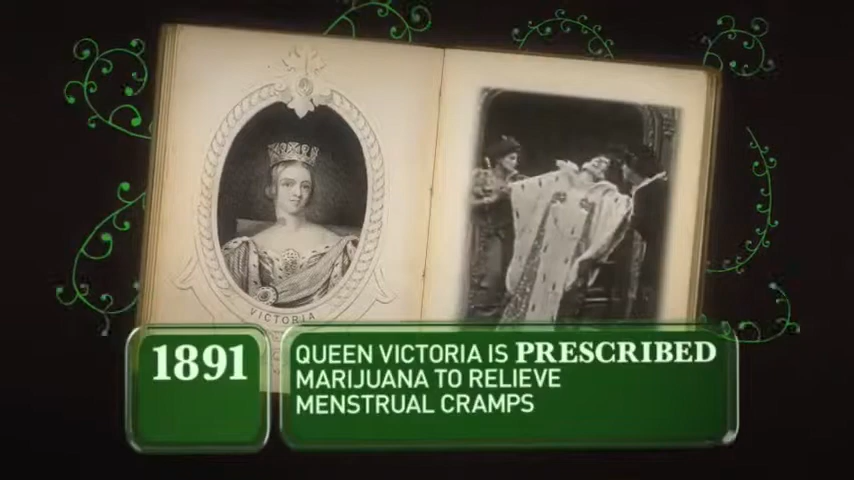 VICTORIA
1891
QUEEN VICTORIA IS PRESCRIBED
MARIJUANA TO RELIEVE
MENSTRUAL CRAMPS